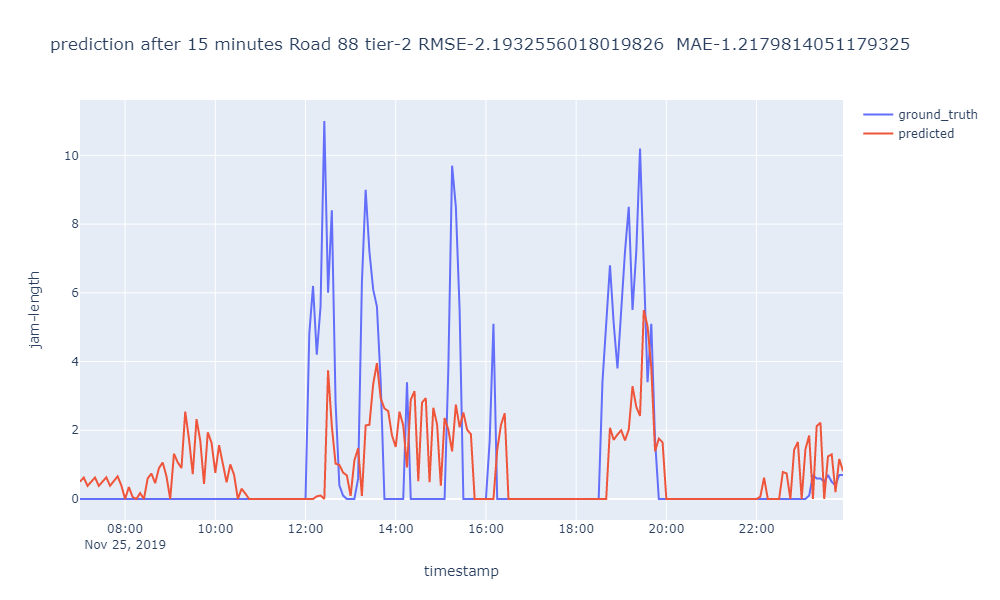 prediction after 15 minutes Road 88 tier-2 RMSE-2.1932556018019826  MAE-1.2179814051179325
ground_truth
predicted
jam-length
10
8
6
4
2
0
08:00 10:00 12:00 14:00 16:00 18:00 20:00 22:00
Nov 25, 2019
timestamp